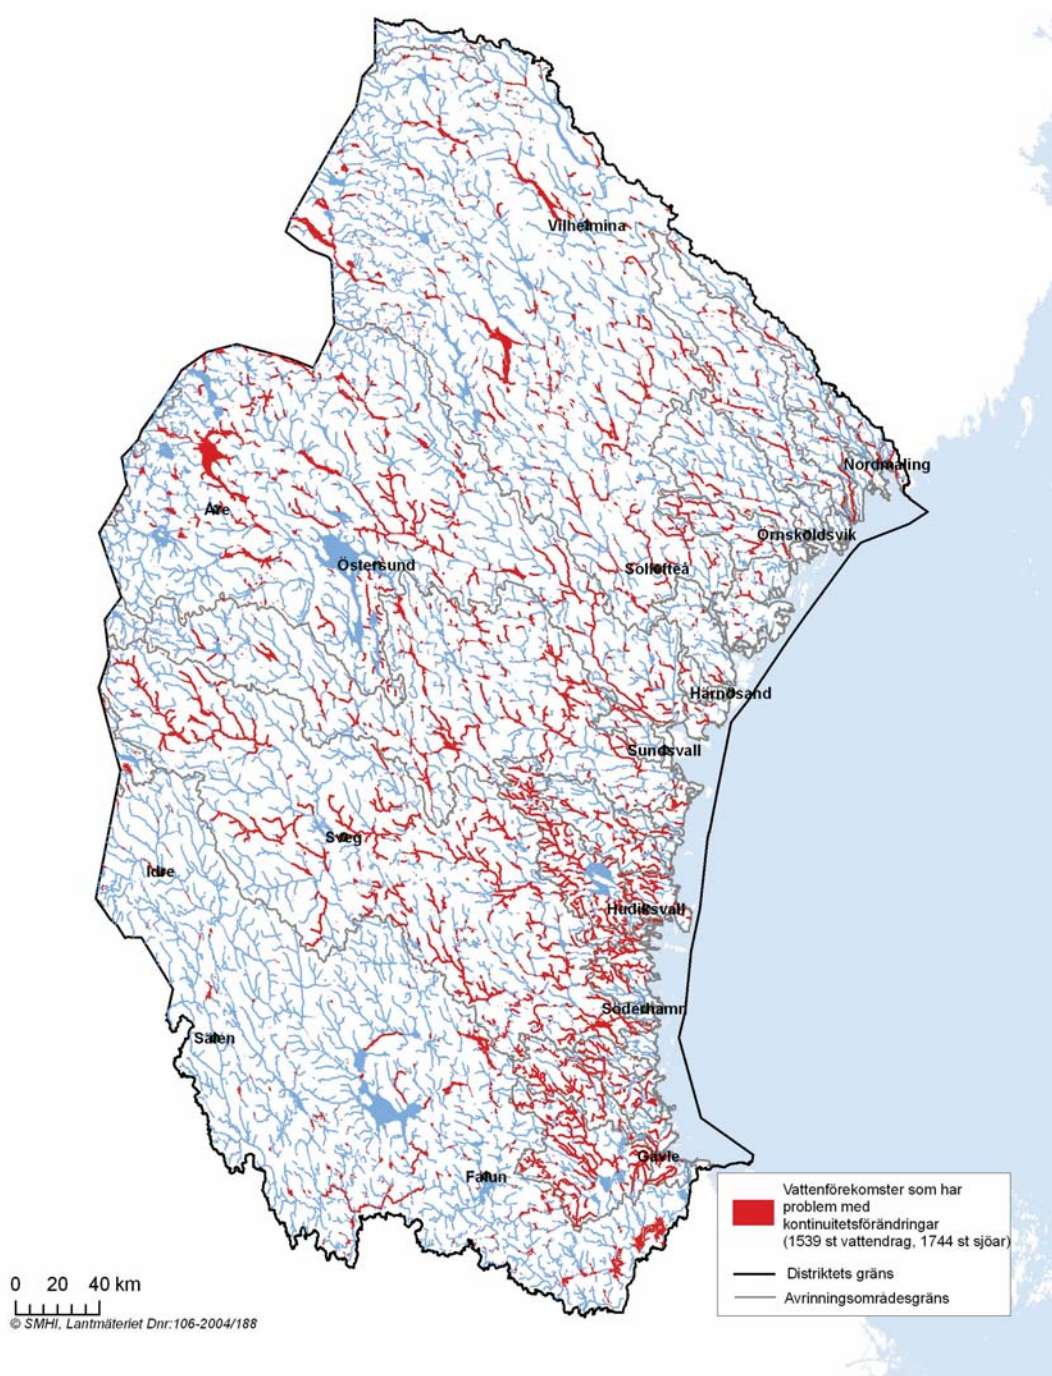 Vilhelmina
Nordmaling
Åre
Örnsköldsvik
Östersund
Sollefteå
Härnösand
Sundsvall
Sveg
Idre
Hudiksvall
Söderhamn
Sälen
Gävle
Falun
Vattenförekomster som har
problem med
kontinuitetsförändringar
(1539 st vattendrag, 1744 st sjöar)
Distriktets gräns
Avrinningsområdesgräns
0 20 40 km
© SMHI, Lantmäteriet Dnr:106-2004/188